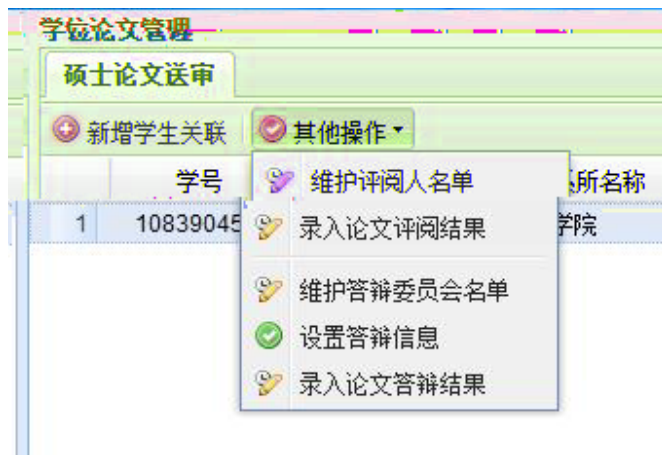 学位论文管理
硕士论文送审
新增学生关联 其他操作
学号 所名称
1 10839045 学院
维护评阅人名单
录入论文评阅结果
维护答辩委员会名单
设置答辩信息
录入论文答辩结果